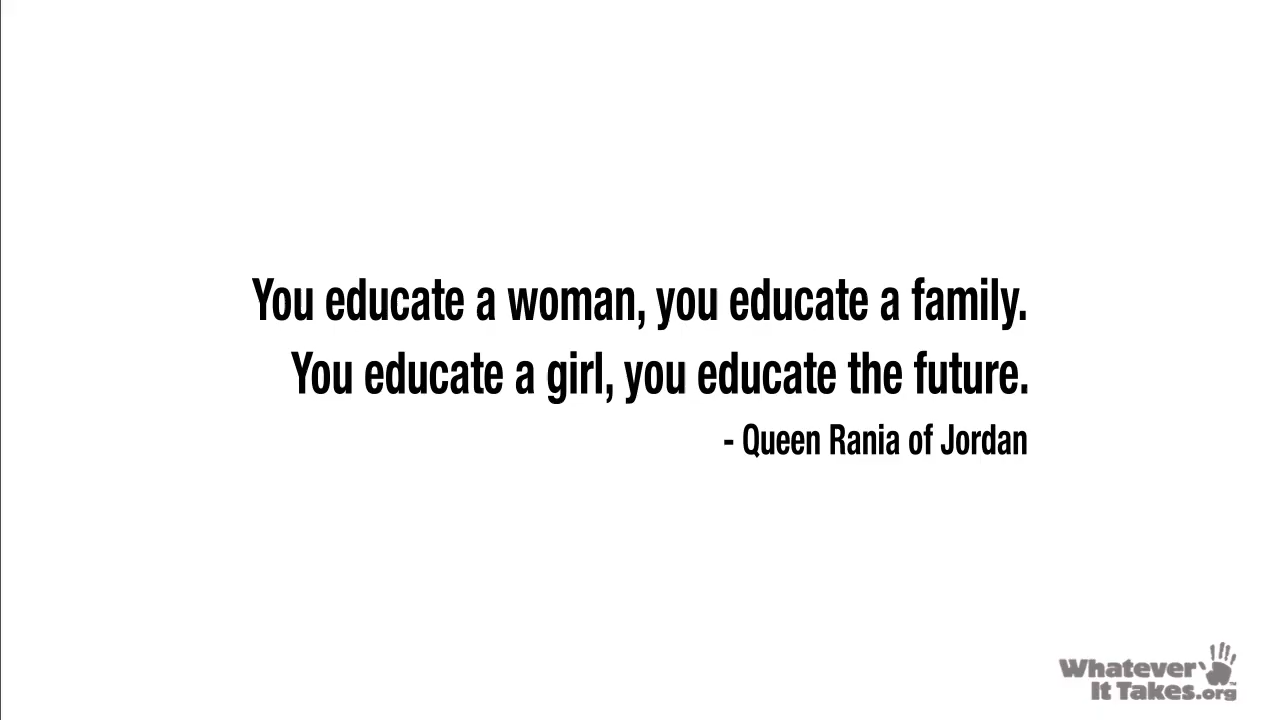 You educate a woman, you educate a family.
You educate a girl, you educate the future.
- Queen Rania of Jordan
Whatever
It Takes.org